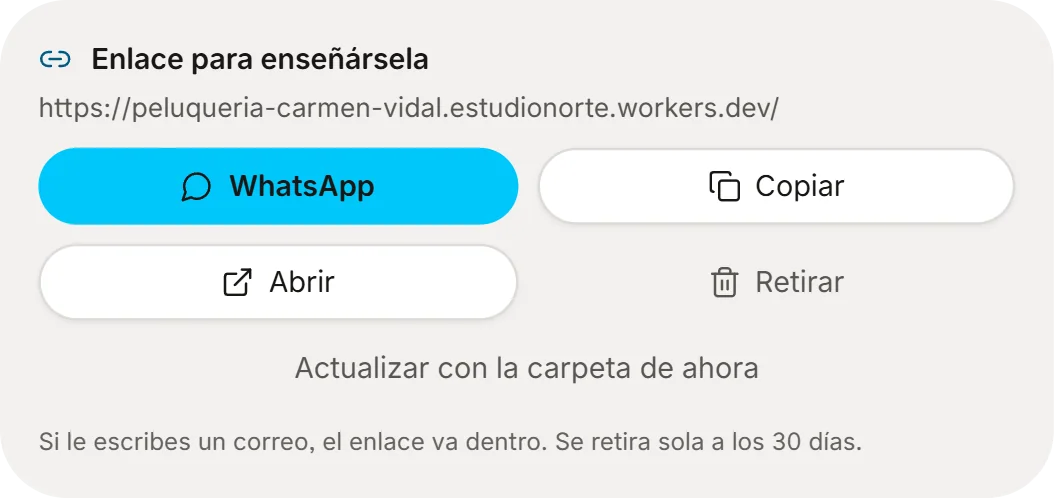 Enlace para enseñársela
https://peluqueria-carmen-vidal.estudionorte.workers.dev/
WhatsApp
Copiar
Abrir
Retirar
Actualizar con la carpeta de ahora
Si le escribes un correo, el enlace va dentro. Se retira sola a los 30 días.